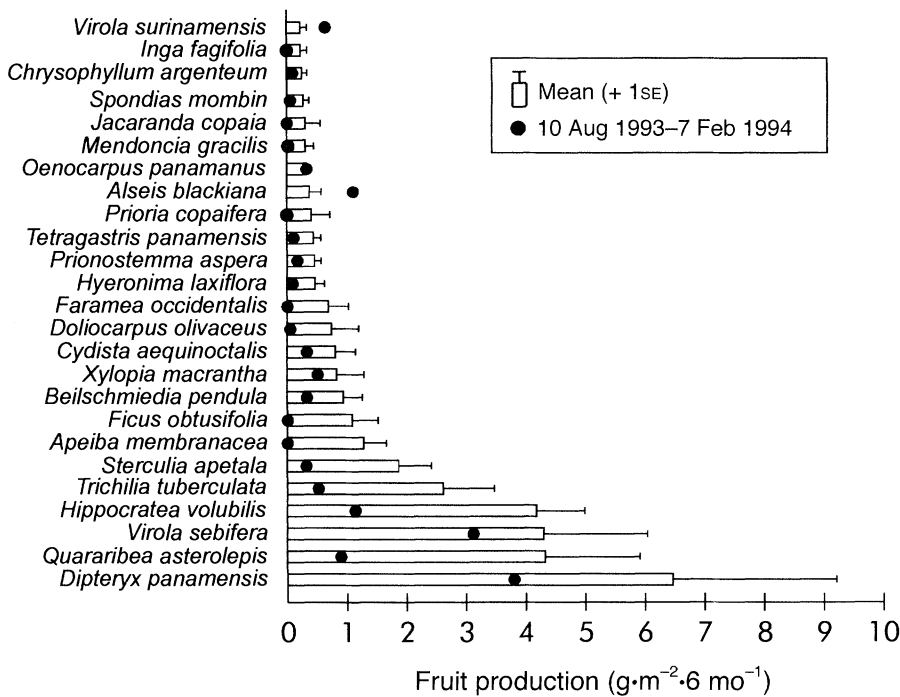 Virola surinamensis
Inga fagifolia
Chrysophyllum argenteum
Spondias mombin
Jacaranda copaia
Mendoncia gracilis
Oenocarpus panamanus
Alseis blackiana
Prioria copaifera
Tetragastris panamensis
Prionostemma aspera
Hyeronima laxiflora
Faramea occidentalis
Doliocarpus olivaceus
Cydista aequinoctalis
Xylopia macrantha
Beilschmiedia pendula
Ficus obtusifolia
Apeiba membranacea
Sterculia apetala
Trichilia tuberculata
Hippocratea volubilis
Virola sebifera
Quararibea asterolepis
Dipteryx panamensis
Mean (+ 1SE)
10 Aug 1993–7 Feb 1994
0 1 2 3 4 5 6 7 8 9 10
Fruit production (g·m⁻²·6 mo⁻¹)